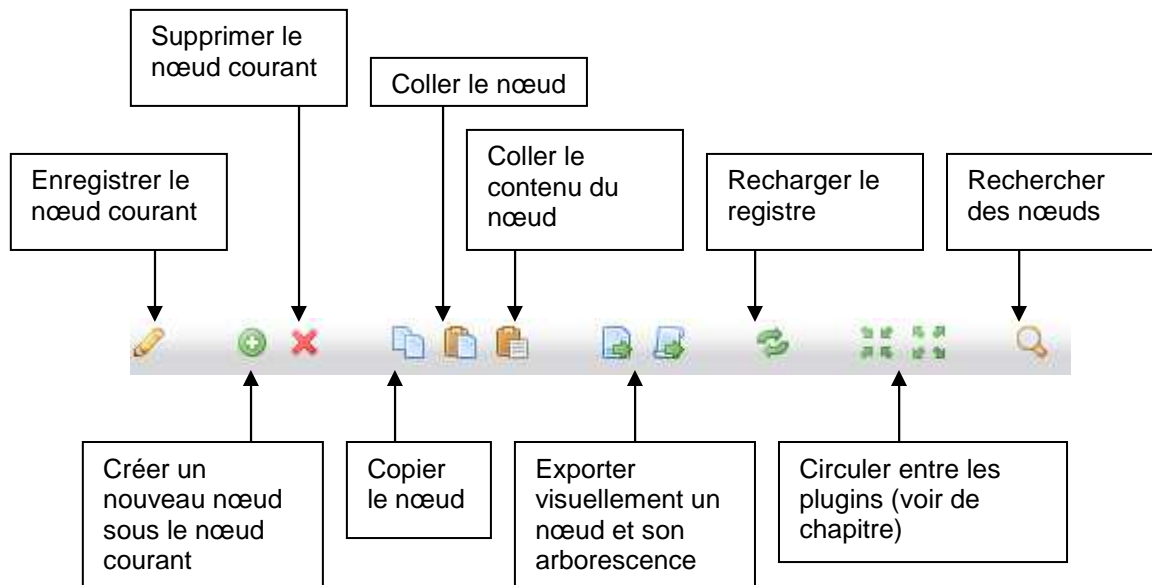 Supprimer le
nœud courant
Coller le nœud
Enregistrer le
nœud courant
Coller le
contenu du
nœud
Recharger le
registre
Rechercher
des nœuds
Créer un
nouveau nœud
sous le nœud
courant
Copier
le nœud
Exporter
visuellement un
nœud et son
arborescence
Circuler entre les
plugins (voir de
chapitre)